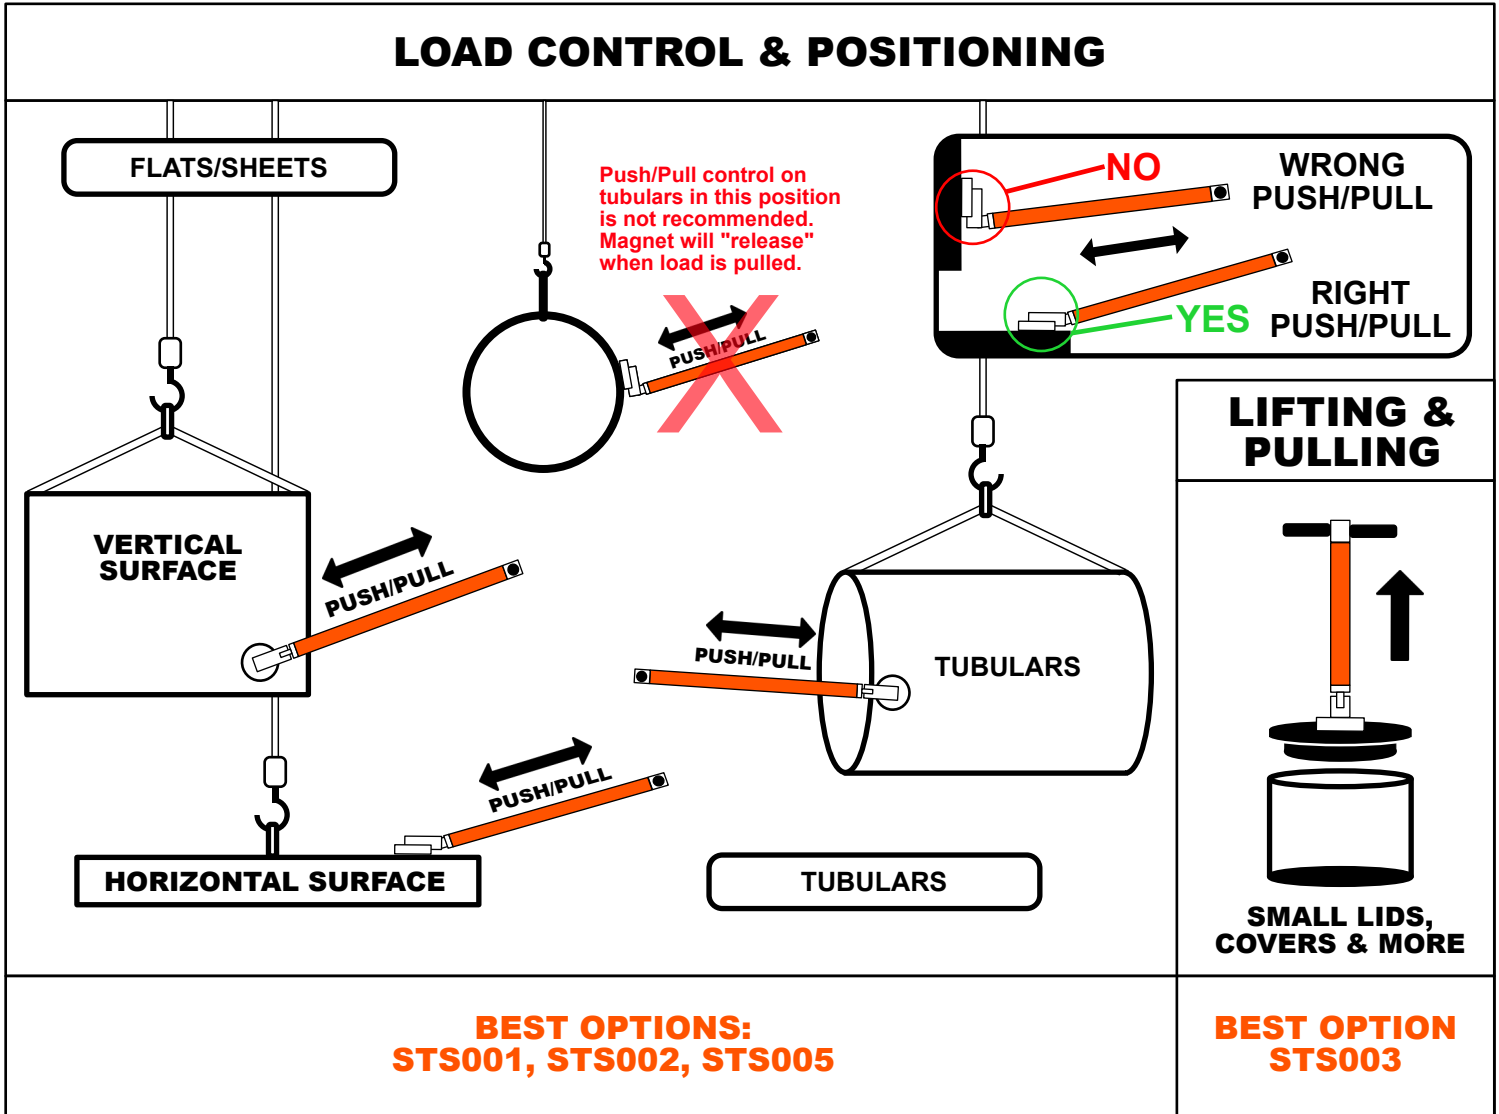 LOAD CONTROL & POSITIONING
FLATS/SHEETS
Push/Pull control on
tubulars in this position
is not recommended.
Magnet will "release"
when load is pulled.
PUSH/PULL
NO
WRONG
PUSH/PULL
YES
RIGHT
PUSH/PULL
VERTICAL
SURFACE
PUSH/PULL
PUSH/PULL
HORIZONTAL SURFACE
PUSH/PULL
TUBULARS
TUBULARS
LIFTING &
PULLING
SMALL LIDS,
COVERS & MORE
BEST OPTIONS:
STS001, STS002, STS005
BEST OPTION
STS003